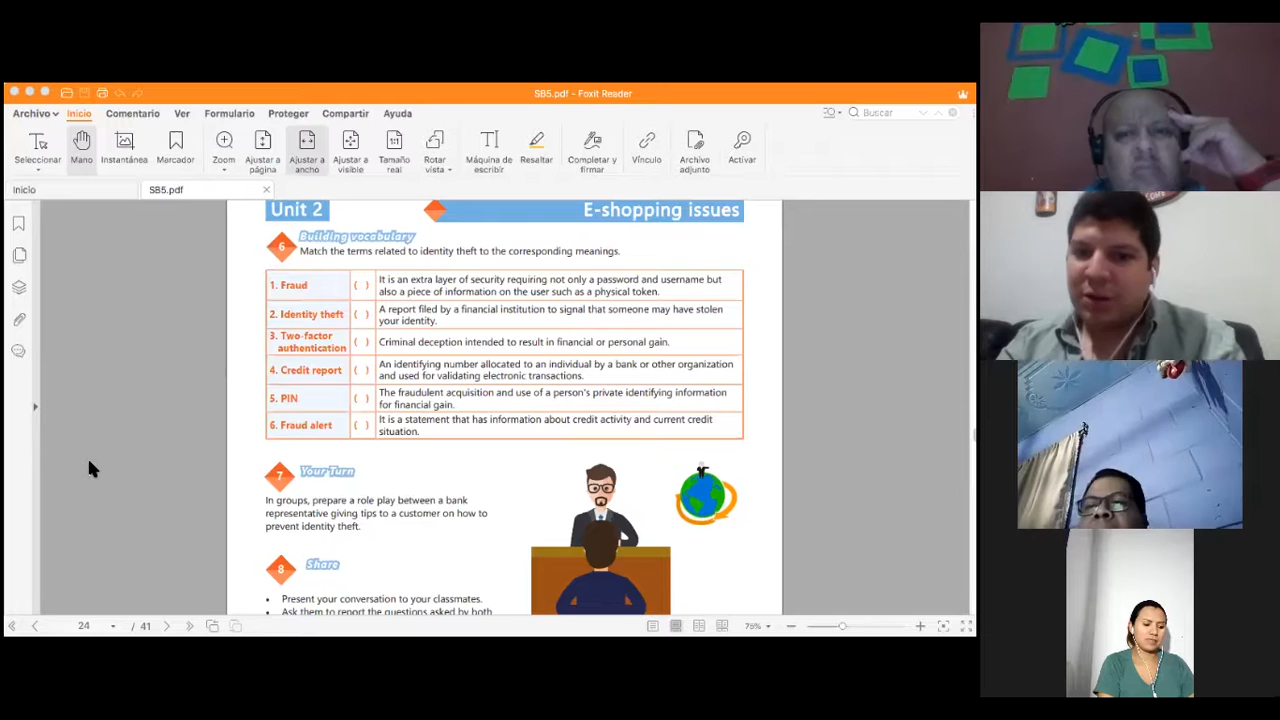 SB5.pdf - Foxit Reader
Archivo Inicio Comentario Ver Formulario Proteger Compartir Ayuda Buscar
Seleccionar Mano Instantánea Marcador Zoom Ajustar a página Ajustar a ancho Ajustar a visible Tamaño real Rotar vista Máquina de escribir Resaltar Completar y firmar Vínculo Archivo adjunto Activar
Inicio SB5.pdf
Unit 2 E-shopping issues
6 Building vocabulary
Match the terms related to identity theft to the corresponding meanings.
1. Fraud ( ) It is an extra layer of security requiring not only a password and username but
also a piece of information on the user such as a physical token.
2. Identity theft ( ) A report filed by a financial institution to signal that someone may have stolen
your identity.
3. Two-factor
authentication ( ) Criminal deception intended to result in financial or personal gain.
4. Credit report ( ) An identifying number allocated to an individual by a bank or other organization
and used for validating electronic transactions.
5. PIN ( ) The fraudulent acquisition and use of a person's private identifying information
for financial gain.
6. Fraud alert ( ) It is a statement that has information about credit activity and current credit
situation.
7 Your Turn
In groups, prepare a role play between a bank
representative giving tips to a customer on how to
prevent identity theft.
8 Share
• Present your conversation to your classmates.
• Ask them to report the questions asked by both
24 / 41 75%